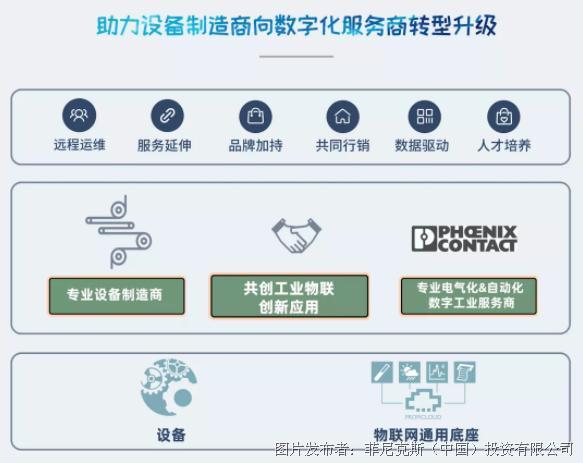 助力设备制造商向数字化服务商转型升级
远程运维
服务延伸
品牌加持
共同行销
数据驱动
人才培养
PHŒNIX
CONTACT
专业设备制造商
共创工业物联
创新应用
专业电气化&自动化
数字工业服务商
PROFICLOUD
设备
物联网通用底座
图片发布者：菲尼克斯（中国）投资有限公司